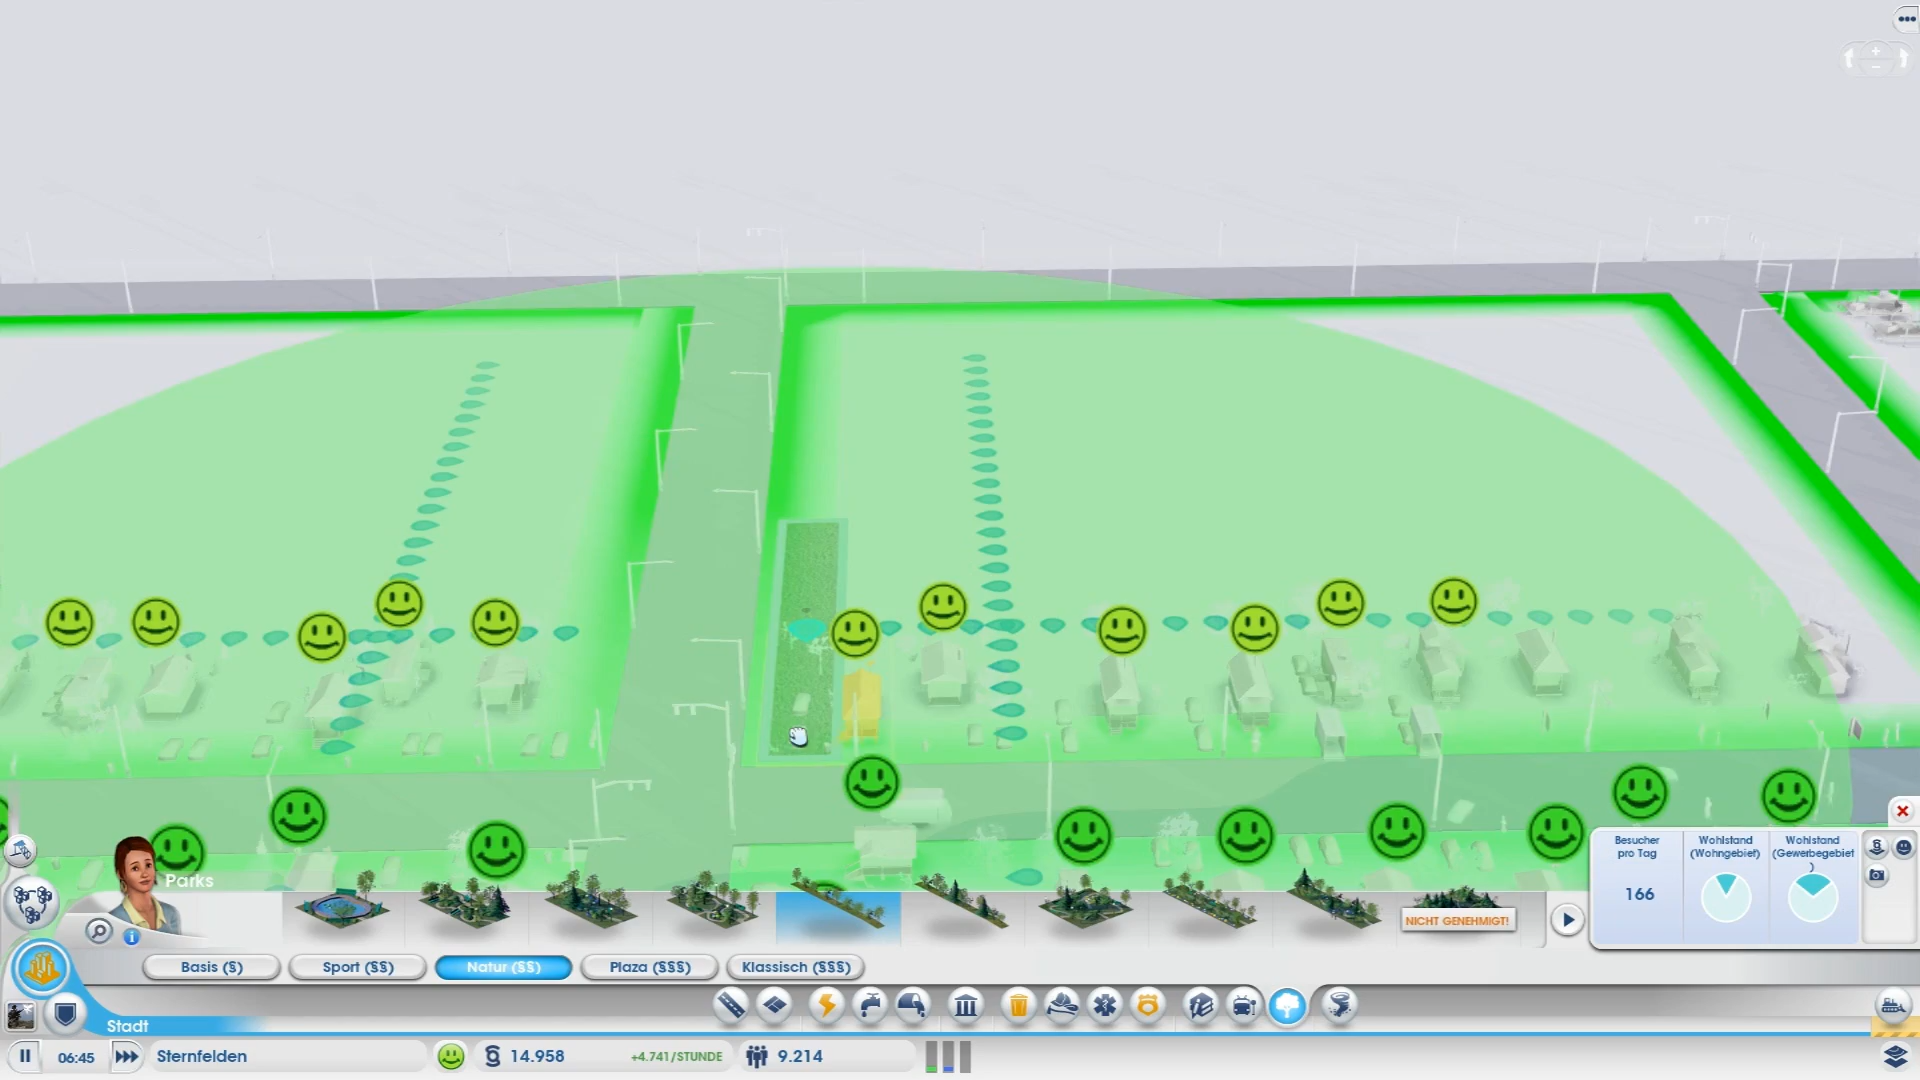 Besucher
pro Tag
166
Wohlstand
(Wohngebiet)
Wohlstand
(Gewerbegebiet
)
Parks
NICHT GENEHMIGT!
Basis (§)
Sport (§§)
Natur (§§)
Plaza (§§§)
Klassisch (§§§)
Stadt
06:45
Sternfelden
14.958
+4.741/STUNDE
9.214